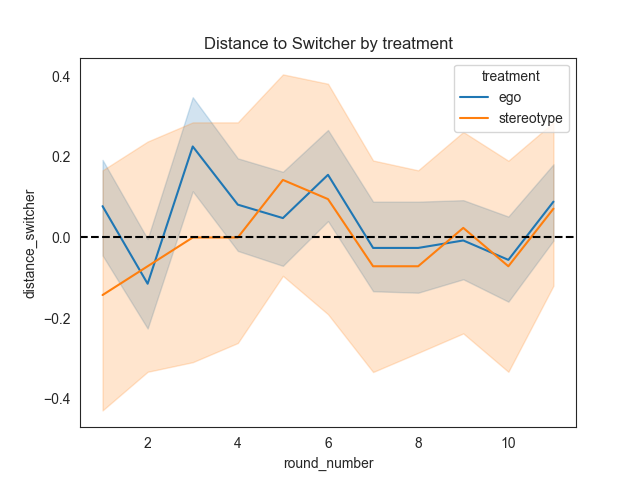 Distance to Switcher by treatment
treatment
ego
stereotype
distance_switcher
0.4
0.2
0.0
−0.2
−0.4
2 4 6 8 10
round_number